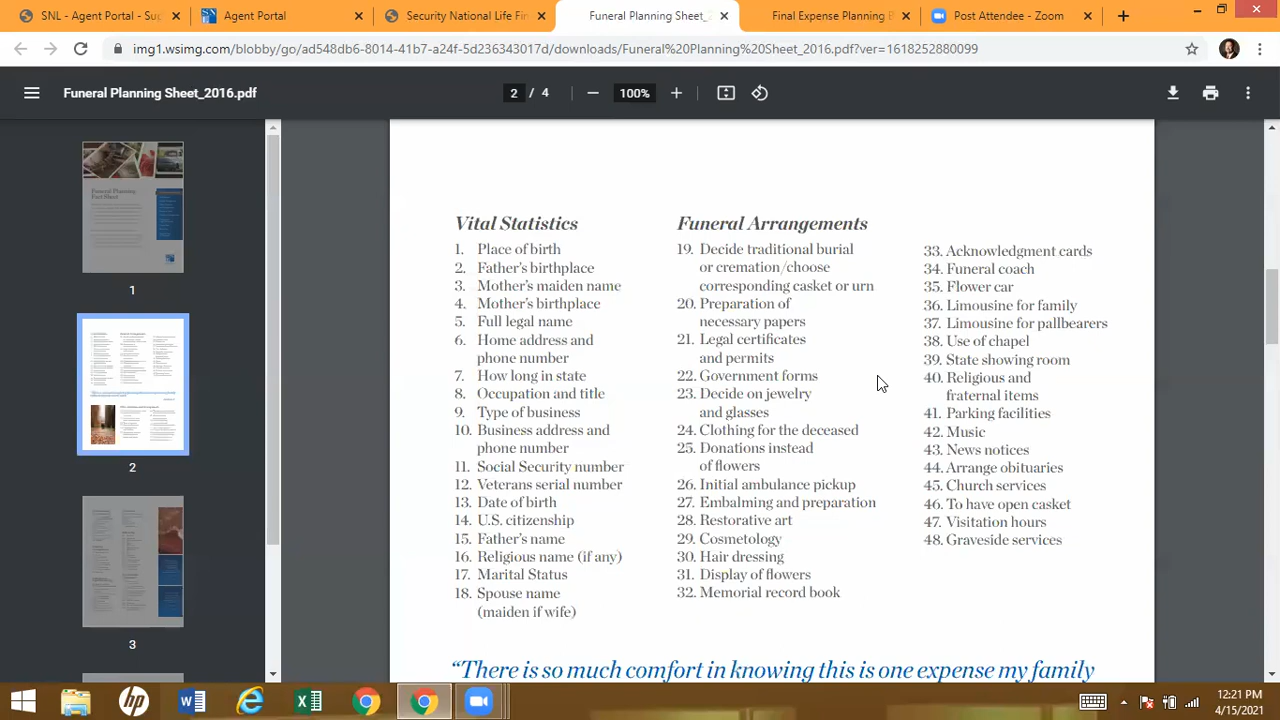 SNL - Agent Portal - Sug
Agent Portal
Security National Life Fin
Funeral Planning Sheet_2
Final Expense Planning B
Post Attendee - Zoom
img1.wsimg.com/blobby/go/ad548db6-8014-41b7-a24f-5d236343017d/downloads/Funeral%20Planning%20Sheet_2016.pdf?ver=1618252880099
Funeral Planning Sheet_2016.pdf
2 / 4
100%
Funeral Planning
Fact Sheet
1
2
3
Vital Statistics
1. Place of birth
2. Father's birthplace
3. Mother's maiden name
4. Mother's birthplace
5. Full legal name
6. Home address and
phone number
7. How long in state
8. Occupation and title
9. Type of business
10. Business address and
phone number
11. Social Security number
12. Veterans serial number
13. Date of birth
14. U.S. citizenship
15. Father's name
16. Religious name (if any)
17. Marital Status
18. Spouse name
(maiden if wife)
Funeral Arrangements
19. Decide traditional burial
or cremation/choose
corresponding casket or urn
20. Preparation of
necessary papers
21. Legal certificates
and permits
22. Government forms
23. Decide on jewelry
and glasses
24. Clothing for the deceased
25. Donations instead
of flowers
26. Initial ambulance pickup
27. Embalming and preparation
28. Restorative art
29. Cosmetology
30. Hair dressing
31. Display of flowers
32. Memorial record book
33. Acknowledgment cards
34. Funeral coach
35. Flower car
36. Limousine for family
37. Limousine for pallbearers
38. Use of chapel
39. State showing room
40. Religious and
fraternal items
41. Parking facilities
42. Music
43. News notices
44. Arrange obituaries
45. Church services
46. To have open casket
47. Visitation hours
48. Graveside services
"There is so much comfort in knowing this is one expense my family
12:21 PM
4/15/2021